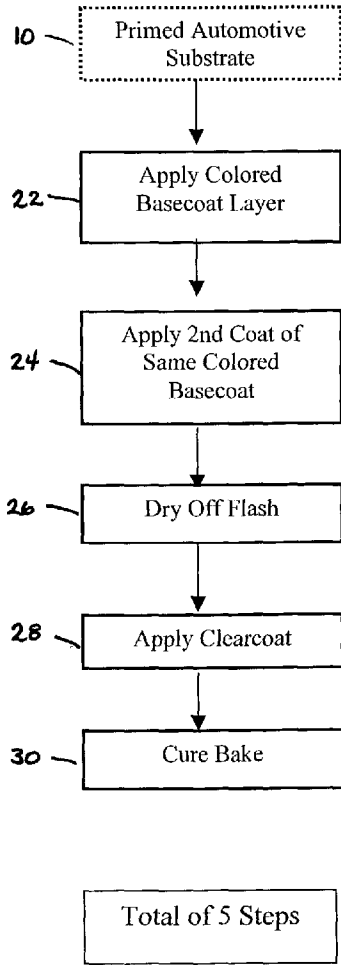 10
Primed Automotive
Substrate
22
Apply Colored
Basecoat Layer
24
Apply 2nd Coat of
Same Colored
Basecoat
26
Dry Off Flash
28
Apply Clearcoat
30
Cure Bake
Total of 5 Steps